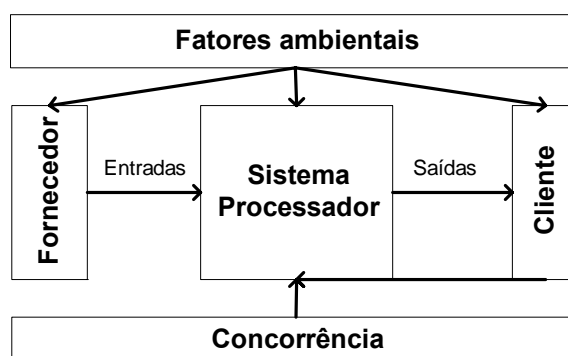 Fatores ambientais
Fornecedor
Entradas
Sistema
Processador
Saídas
Cliente
Concorrência